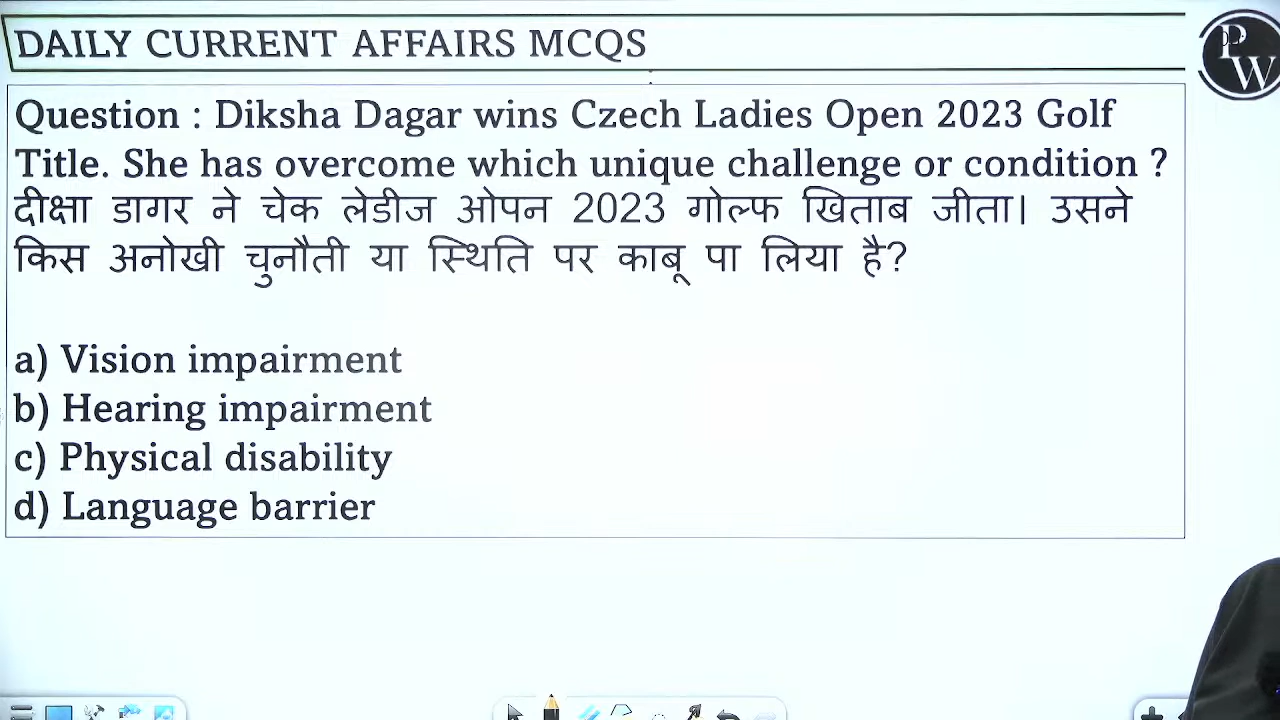 DAILY CURRENT AFFAIRS MCQS
PW
Question : Diksha Dagar wins Czech Ladies Open 2023 Golf
Title. She has overcome which unique challenge or condition ?
दीक्षा डागर ने चेक लेडीज ओपन 2023 गोल्फ खिताब जीता। उसने
किस अनोखी चुनौती या स्थिति पर काबू पा लिया है?
a) Vision impairment
b) Hearing impairment
c) Physical disability
d) Language barrier